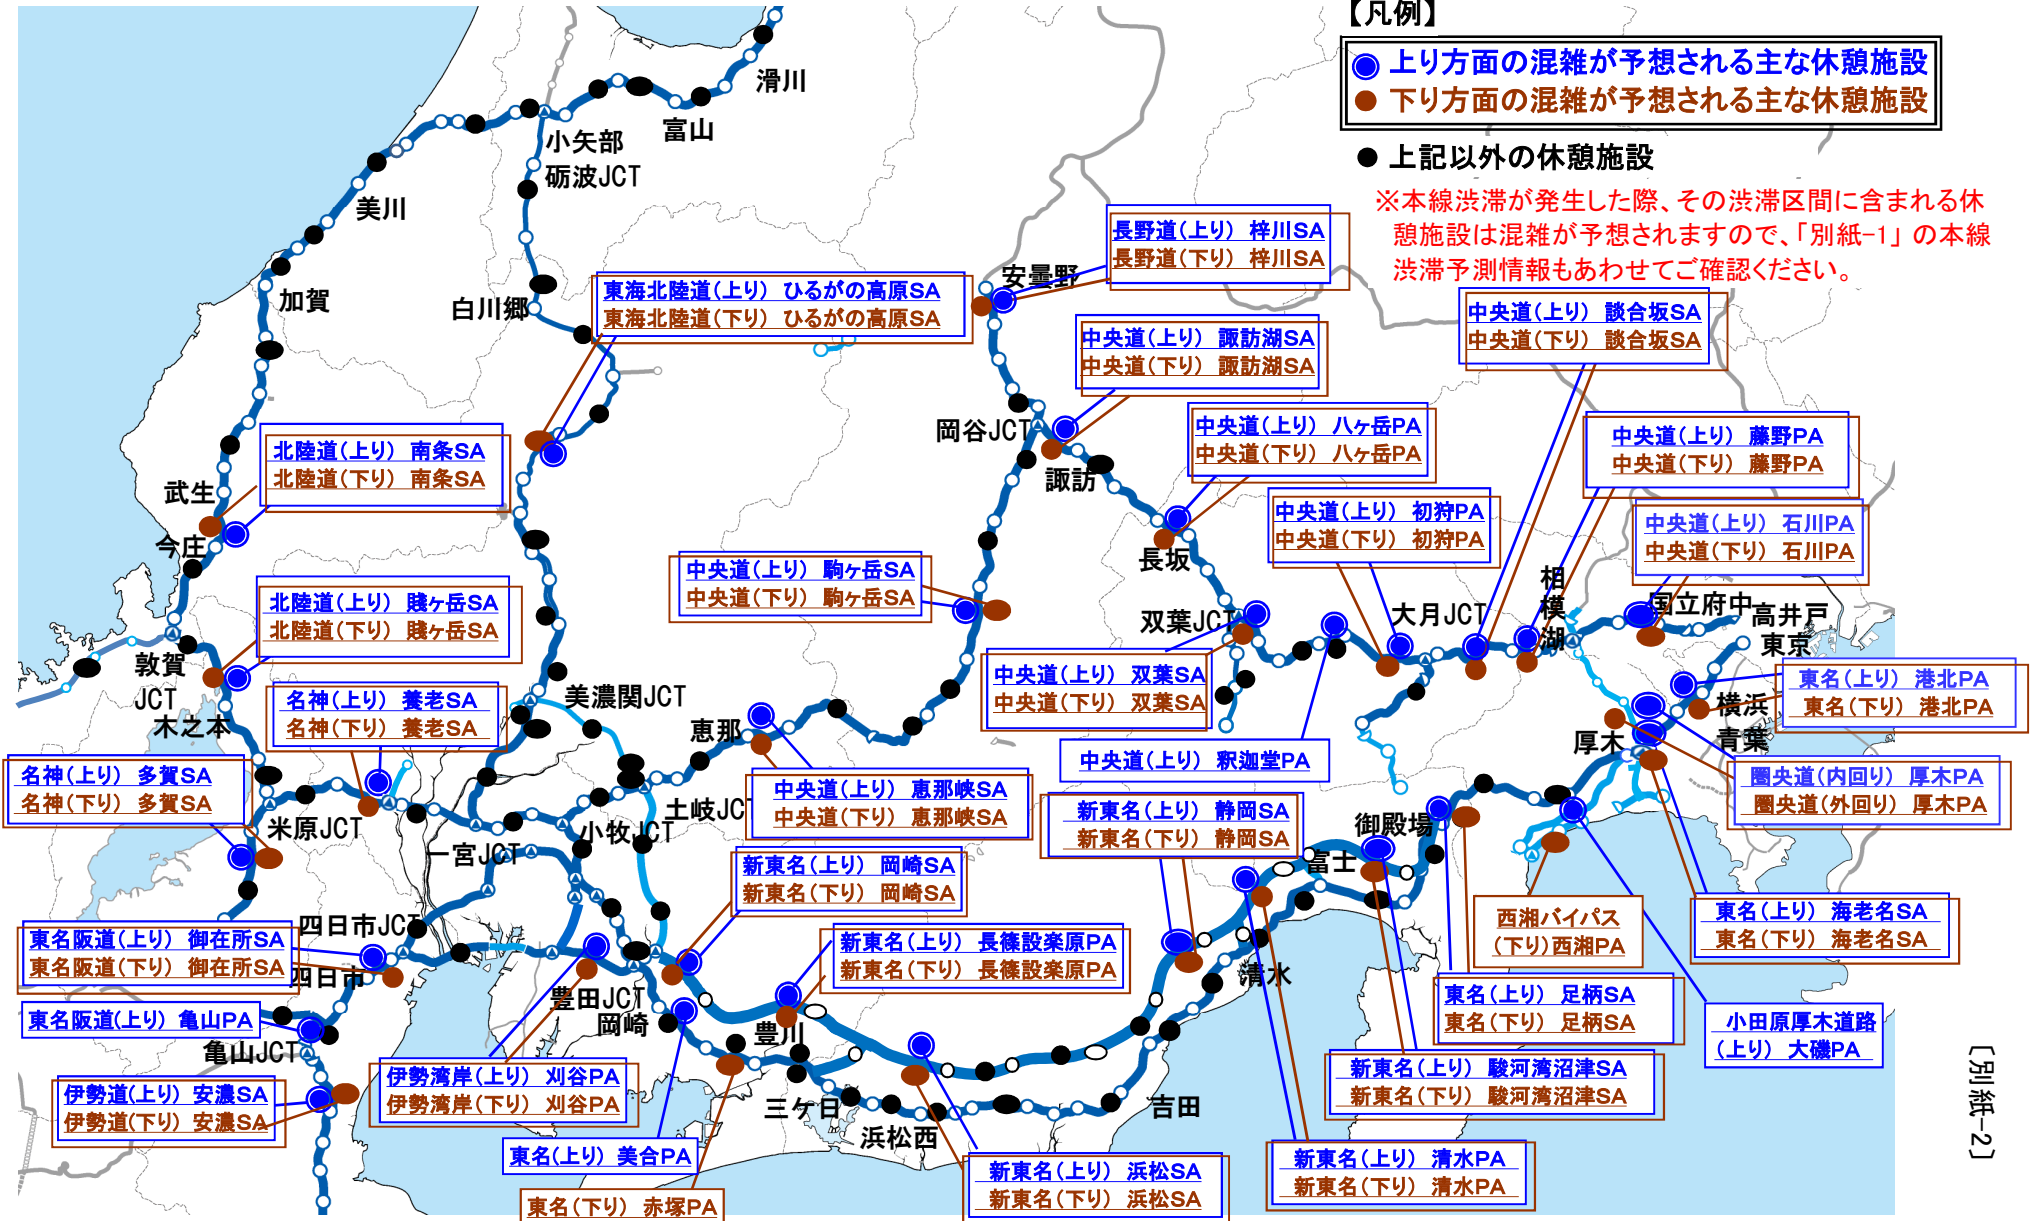 【凡例】
上り方面の混雑が予想される主な休憩施設
下り方面の混雑が予想される主な休憩施設
上記以外の休憩施設
※本線渋滞が発生した際、その渋滞区間に含まれる休
憩施設は混雑が予想されますので、「別紙-1」の本線
渋滞予測情報もあわせてご確認ください。
滑川
富山
小矢部
砺波JCT
美川
加賀
白川郷
東海北陸道(上り) ひるがの高原SA
東海北陸道(下り) ひるがの高原SA
長野道(上り) 梓川SA
長野道(下り) 梓川SA
安曇野
中央道(上り) 諏訪湖SA
中央道(下り) 諏訪湖SA
中央道(上り) 談合坂SA
中央道(下り) 談合坂SA
岡谷JCT
諏訪
中央道(上り) 八ヶ岳PA
中央道(下り) 八ヶ岳PA
中央道(上り) 藤野PA
中央道(下り) 藤野PA
北陸道(上り) 南条SA
北陸道(下り) 南条SA
武生
今庄
中央道(上り) 初狩PA
中央道(下り) 初狩PA
中央道(上り) 石川PA
中央道(下り) 石川PA
長坂
中央道(上り) 駒ヶ岳SA
中央道(下り) 駒ヶ岳SA
北陸道(上り) 賤ヶ岳SA
北陸道(下り) 賤ヶ岳SA
双葉JCT
大月JCT
相模湖
国立府中
高井戸
東京
敦賀
JCT
木之本
名神(上り) 養老SA
名神(下り) 養老SA
美濃関JCT
恵那
中央道(上り) 双葉SA
中央道(下り) 双葉SA
東名(上り) 港北PA
東名(下り) 港北PA
横浜
青葉
厚木
中央道(上り) 釈迦堂PA
名神(上り) 多賀SA
名神(下り) 多賀SA
圏央道(内回り) 厚木PA
圏央道(外回り) 厚木PA
中央道(上り) 恵那峡SA
中央道(下り) 恵那峡SA
土岐JCT
米原JCT
小牧JCT
一宮JCT
新東名(上り) 静岡SA
新東名(下り) 静岡SA
御殿場
富士
新東名(上り) 岡崎SA
新東名(下り) 岡崎SA
西湘バイパス
(下り)西湘PA
東名(上り) 海老名SA
東名(下り) 海老名SA
四日市JCT
東名阪道(上り) 御在所SA
東名阪道(下り) 御在所SA
四日市
新東名(上り) 長篠設楽原PA
新東名(下り) 長篠設楽原PA
清水
豊田JCT
岡崎
東名(上り) 足柄SA
東名(下り) 足柄SA
小田原厚木道路
(上り) 大磯PA
東名阪道(上り) 亀山PA
亀山JCT
豊川
伊勢湾岸(上り) 刈谷PA
伊勢湾岸(下り) 刈谷PA
新東名(上り) 駿河湾沼津SA
新東名(下り) 駿河湾沼津SA
伊勢道(上り) 安濃SA
伊勢道(下り) 安濃SA
三ケ日
浜松西
吉田
東名(上り) 美合PA
新東名(上り) 浜松SA
新東名(下り) 浜松SA
新東名(上り) 清水PA
新東名(下り) 清水PA
東名(下り) 赤塚PA
〔別紙-2〕